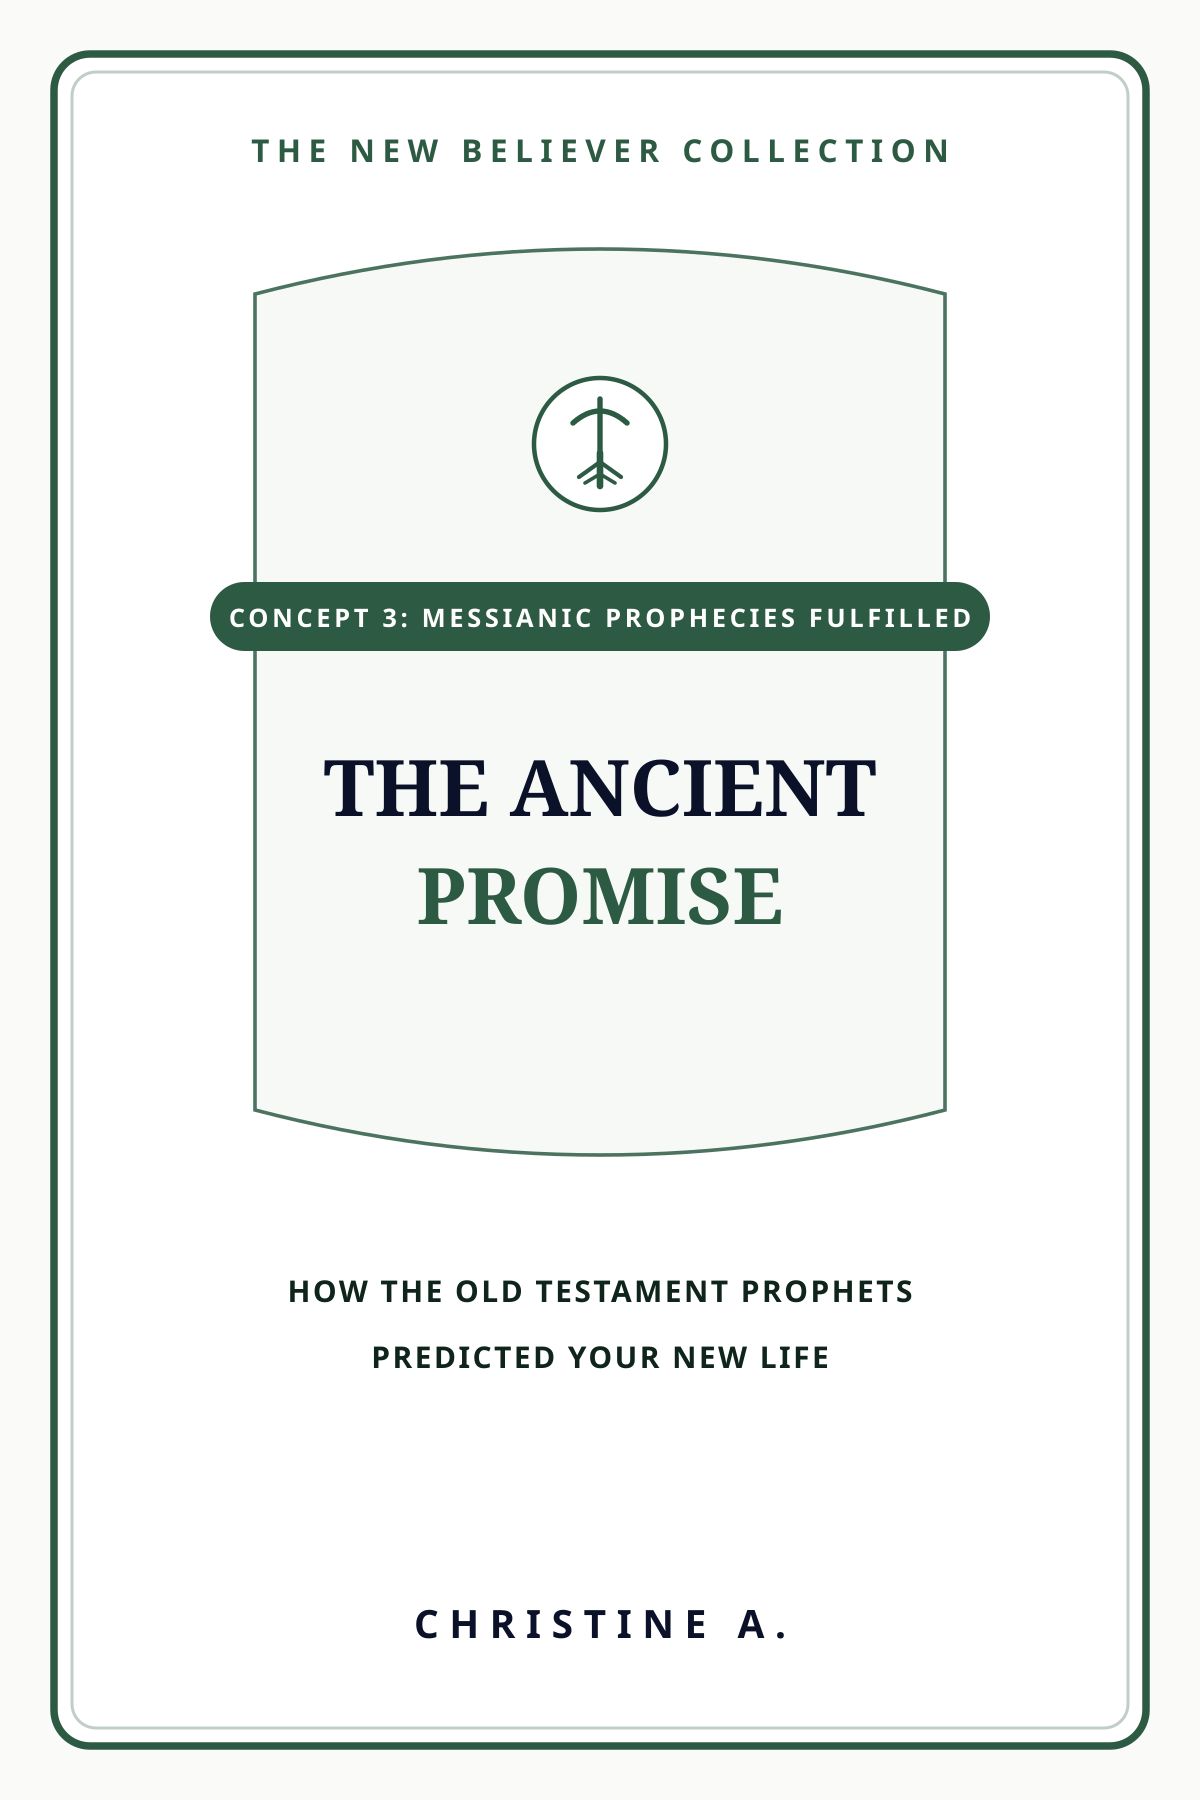 THE NEW BELIEVER COLLECTION
CONCEPT 3: MESSIANIC PROPHECIES FULFILLED
THE ANCIENT
PROMISE
HOW THE OLD TESTAMENT PROPHETS
PREDICTED YOUR NEW LIFE
CHRISTINE A.